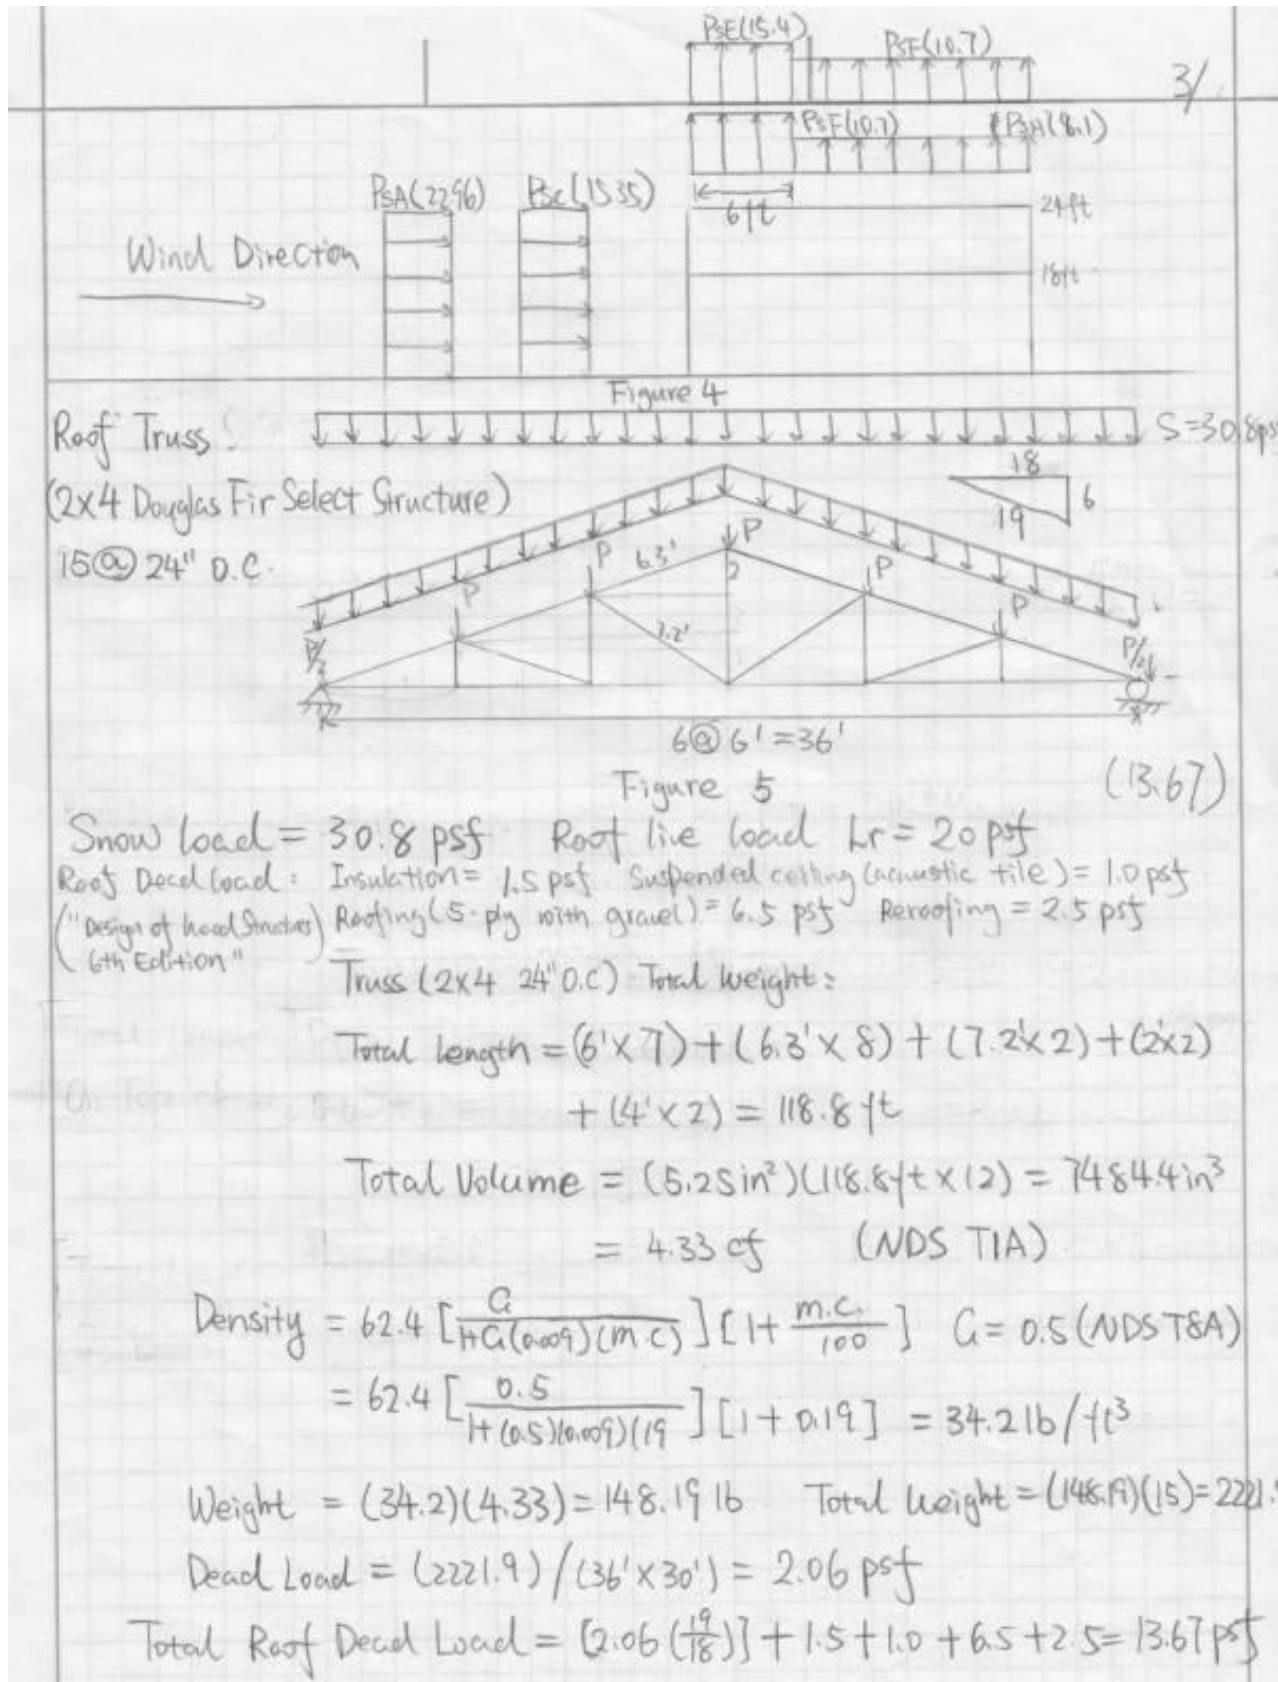 PSE(15.4) PSF(10.7)
3/
PSF(10.7) PSH(8.1)
PSA(22.96) PSC(15.35)
6ft
24ft
Wind Direction
18ft
Figure 4
Roof Truss: S=30.8psf
(2x4 Douglas Fir Select Structure)
15@ 24" O.C.
18
6
19
P
P
6.3'
P
P
P
2
7.2'
P/2
P/2
R
6@6'=36'
Figure 5
(13.67)
Snow load = 30.8 psf Roof live load Lr = 20 psf
Roof Dead load: Insulation = 1.5 psf Suspended ceiling (acoustic tile) = 1.0 psf
("Design of wood Structures) Roofing (5-ply with gravel) = 6.5 psf Reroofing = 2.5 psf
6th Edition"
Truss (2x4 24" O.C) Total Weight:
Total length = (6'x7) + (6.3'x8) + (7.2'x2) + (2'x2)
+ (4'x2) = 118.8 ft
Total Volume = (5.25in²)(118.8ft x12) = 7484.4in³
= 4.33 cf (NDS T1A)
Density = 62.4 [G / 1+G(0.009)(m.c)] [1 + m.c. / 100] G = 0.5 (NDS T8A)
= 62.4 [0.5 / 1+(0.5)(0.009)(19] [1 + 0.19] = 34.2 lb/ft³
Weight = (34.2)(4.33) = 148.19 lb Total Weight = (148.19)(15) = 2221.9
Dead Load = (2221.9) / (36'x30') = 2.06 psf
Total Roof Dead Load = [2.06 (19/18)] + 1.5 + 1.0 + 6.5 + 2.5 = 13.67 psf